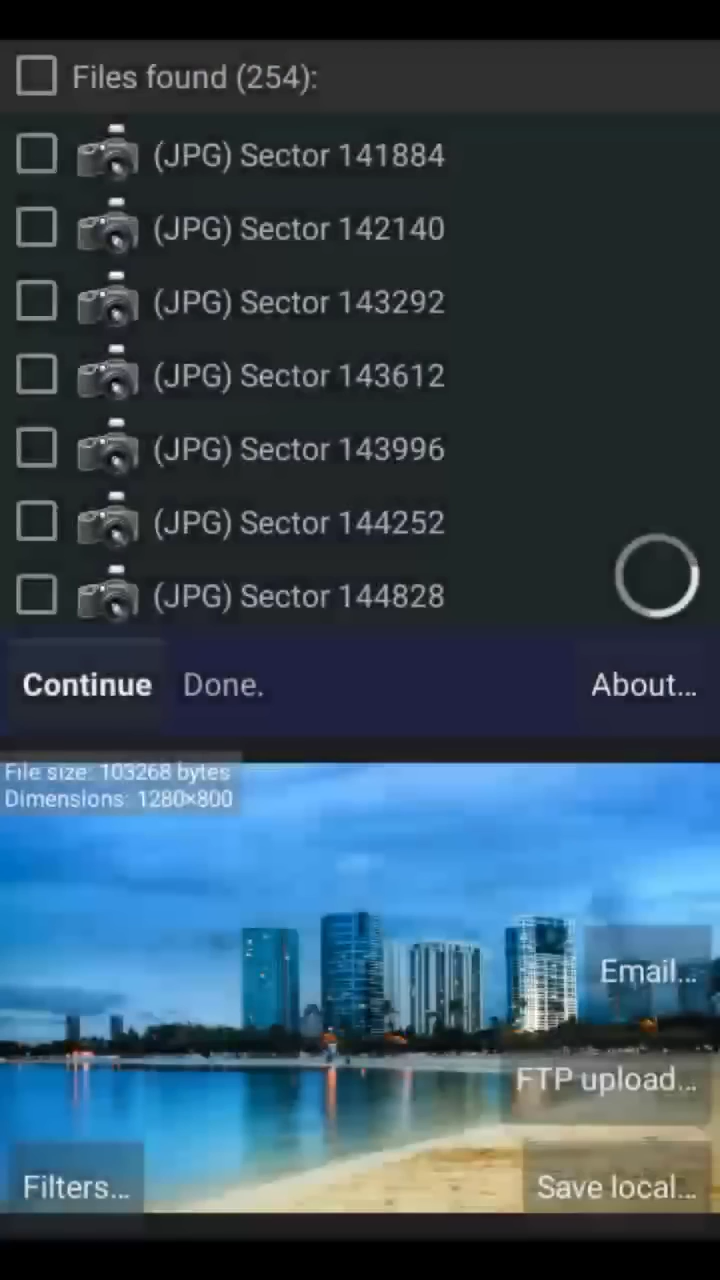 Files found (254):
(JPG) Sector 141884
(JPG) Sector 142140
(JPG) Sector 143292
(JPG) Sector 143612
(JPG) Sector 143996
(JPG) Sector 144252
(JPG) Sector 144828
Continue Done. About...
File size: 103268 bytes
Dimensions: 1280×800
Email...
FTP upload...
Filters... Save local...